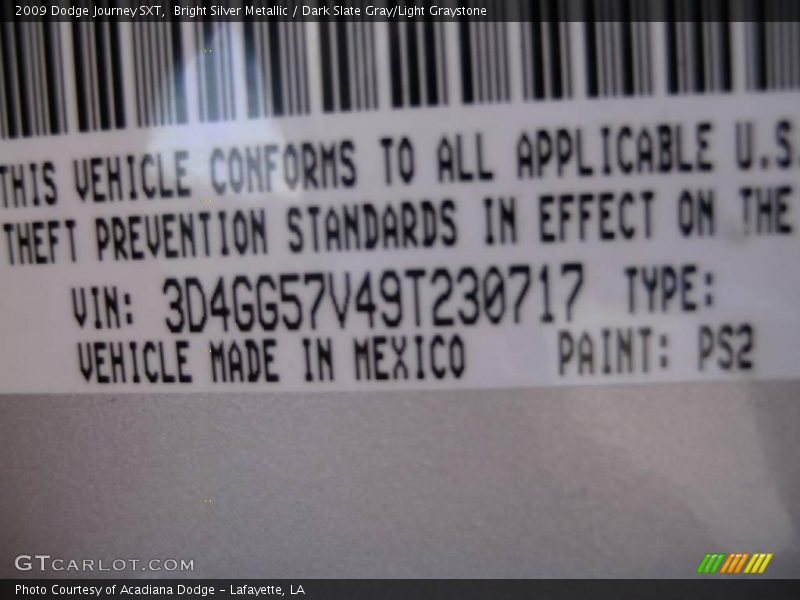 2009 Dodge Journey SXT,  Bright Silver Metallic / Dark Slate Gray/Light Graystone
THIS VEHICLE CONFORMS TO ALL APPLICABLE U.S
THEFT PREVENTION STANDARDS IN EFFECT ON THE
VIN: 3D4GG57V49T230717 TYPE:
VEHICLE MADE IN MEXICO PAINT: PS2
GTCARLOT.COM
Photo Courtesy of Acadiana Dodge - Lafayette, LA